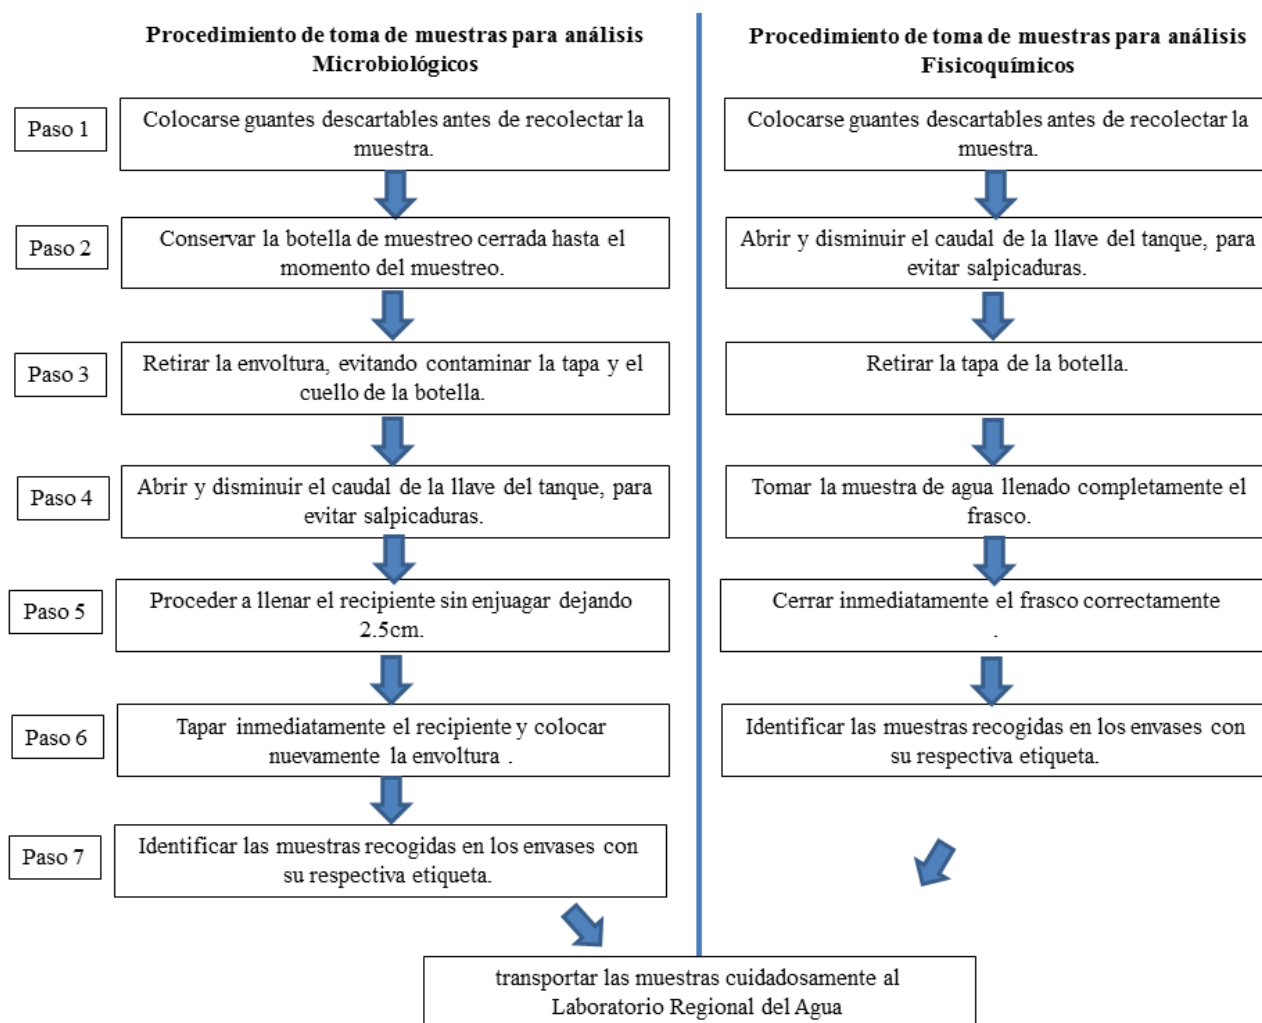 Procedimiento de toma de muestras para análisis
Microbiológicos
Paso 1
Colocarse guantes descartables antes de recolectar la
muestra.
Paso 2
Conservar la botella de muestreo cerrada hasta el
momento del muestreo.
Paso 3
Retirar la envoltura, evitando contaminar la tapa y el
cuello de la botella.
Paso 4
Abrir y disminuir el caudal de la llave del tanque, para
evitar salpicaduras.
Paso 5
Proceder a llenar el recipiente sin enjuagar dejando
2.5cm.
Paso 6
Tapar inmediatamente el recipiente y colocar
nuevamente la envoltura .
Paso 7
Identificar las muestras recogidas en los envases con
su respectiva etiqueta.
Procedimiento de toma de muestras para análisis
Fisicoquímicos
Colocarse guantes descartables antes de recolectar la
muestra.
Abrir y disminuir el caudal de la llave del tanque, para
evitar salpicaduras.
Retirar la tapa de la botella.
Tomar la muestra de agua llenado completamente el
frasco.
Cerrar inmediatamente el frasco correctamente
.
Identificar las muestras recogidas en los envases con
su respectiva etiqueta.
transportar las muestras cuidadosamente al
Laboratorio Regional del Agua